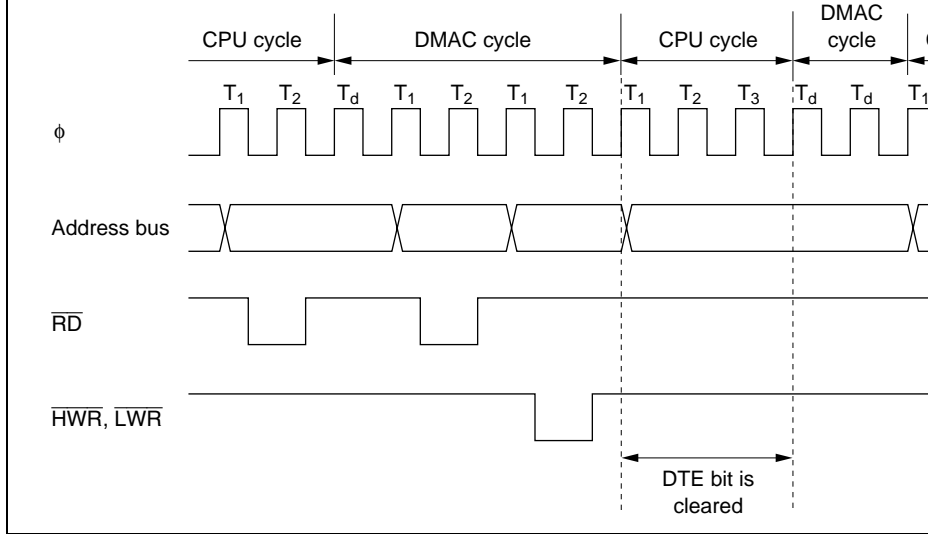 CPU cycle DMAC cycle CPU cycle DMAC cycle
T1 T2 Td T1 T2 T1 T2 T1 T2 T3 Td Td T1
φ
Address bus
RD
HWR, LWR
DTE bit is
cleared